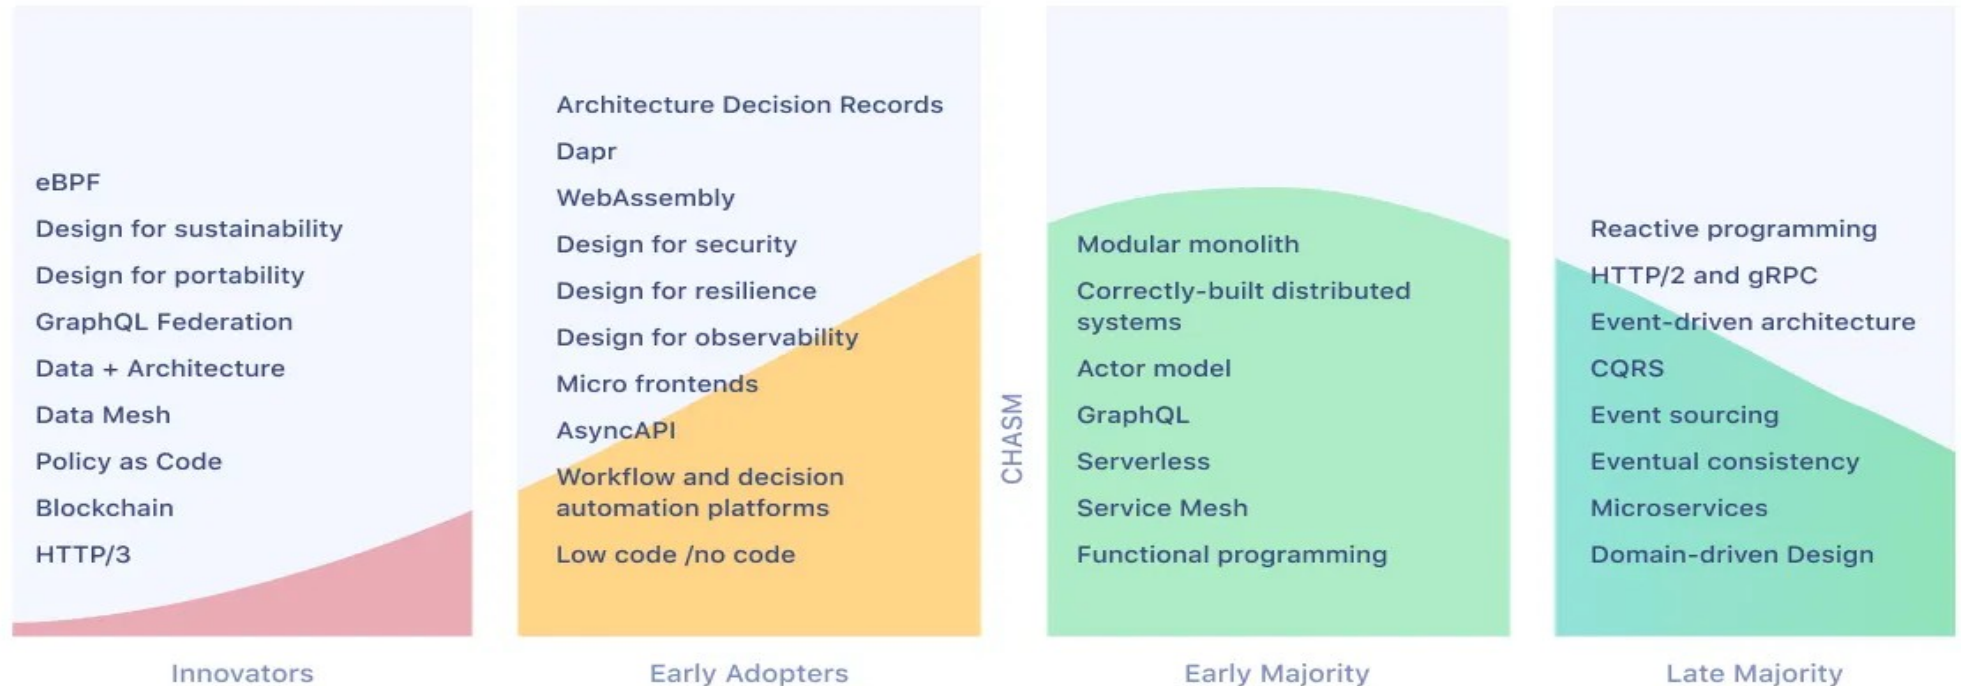 eBPF
Design for sustainability
Design for portability
GraphQL Federation
Data + Architecture
Data Mesh
Policy as Code
Blockchain
HTTP/3
Innovators
Architecture Decision Records
Dapr
WebAssembly
Design for security
Design for resilience
Design for observability
Micro frontends
AsyncAPI
Workflow and decision
automation platforms
Low code /no code
Early Adopters
CHASM
Modular monolith
Correctly-built distributed
systems
Actor model
GraphQL
Serverless
Service Mesh
Functional programming
Early Majority
Reactive programming
HTTP/2 and gRPC
Event-driven architecture
CQRS
Event sourcing
Eventual consistency
Microservices
Domain-driven Design
Late Majority